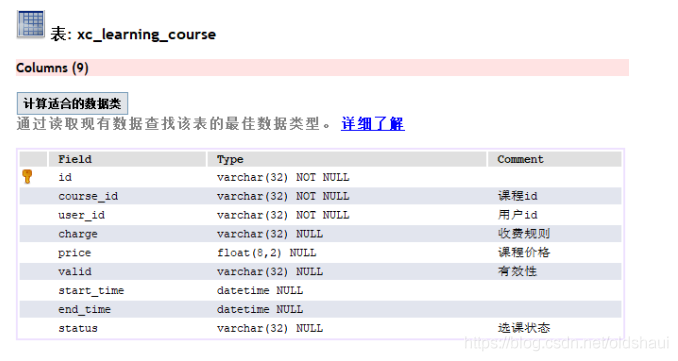 表: xc_learning_course
Columns (9)
计算适合的数据类
通过读取现有数据查找该表的最佳数据类型。 详细了解
Field Type Comment
id varchar(32) NOT NULL
course_id varchar(32) NOT NULL 课程id
user_id varchar(32) NOT NULL 用户id
charge varchar(32) NULL 收费规则
price float(8,2) NULL 课程价格
valid varchar(32) NULL 有效性
start_time datetime NULL
end_time datetime NULL
status varchar(32) NULL 选课状态
https://blog.csdn.net/oldshaui